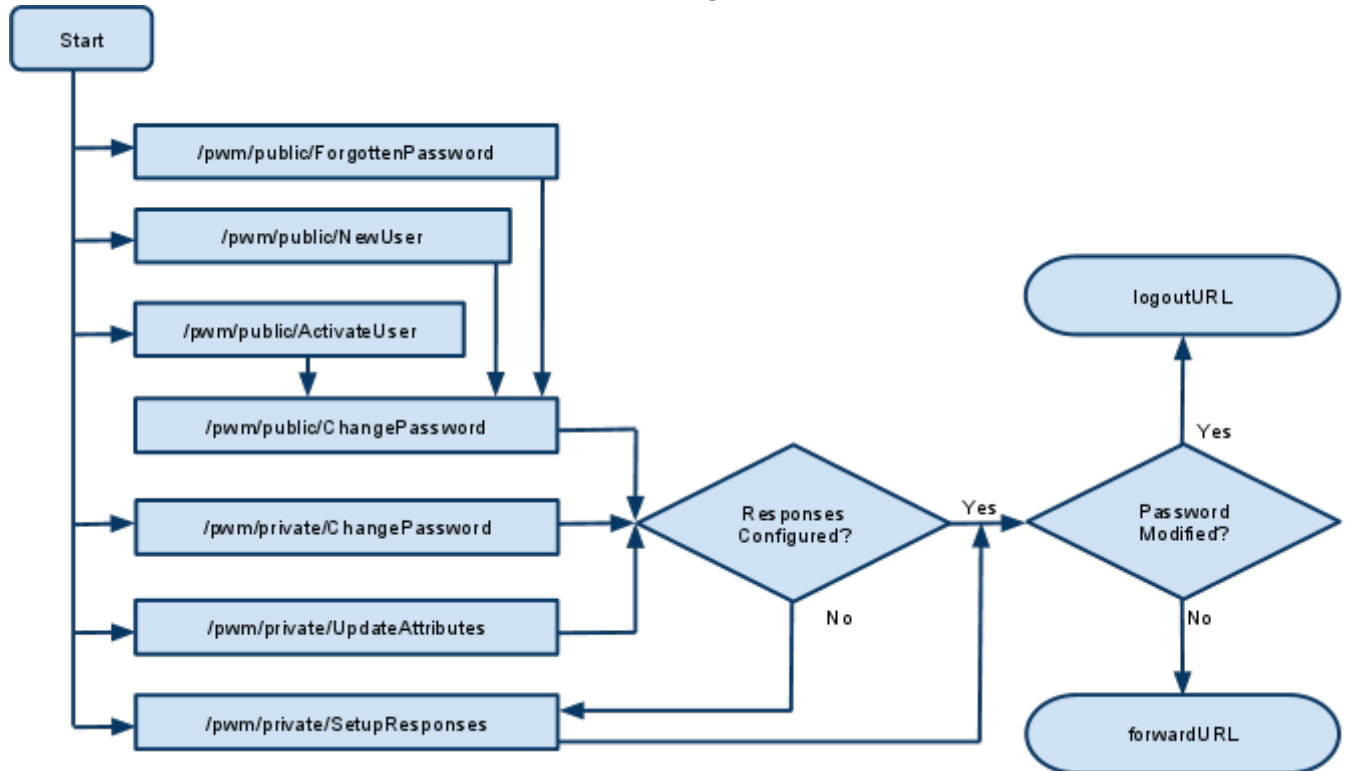 Start
/pwm/public/ForgottenPassword
/pwm/public/NewUser
/pwm/public/ActivateUser
/pwm/public/ChangePassword
/pwm/private/ChangePassword
/pwm/private/UpdateAttributes
/pwm/private/SetupResponses
Responses
Configured?
Yes
No
Password
Modified?
Yes
No
logoutURL
forwardURL